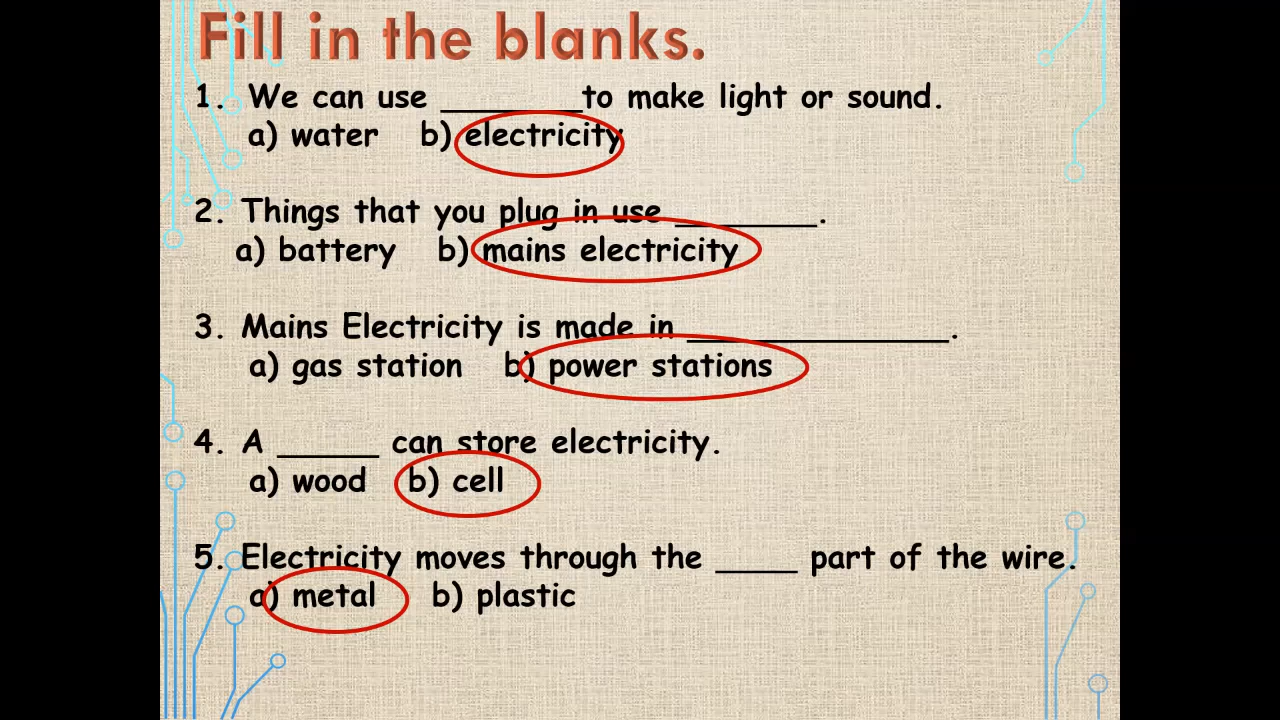 Fill in the blanks.
1. We can use ________to make light or sound.
a) water b) electricity
2. Things that you plug in use ________.
a) battery b) mains electricity
3. Mains Electricity is made in _______________.
a) gas station b) power stations
4. A ______ can store electricity.
a) wood b) cell
5. Electricity moves through the _____ part of the wire.
a) metal b) plastic